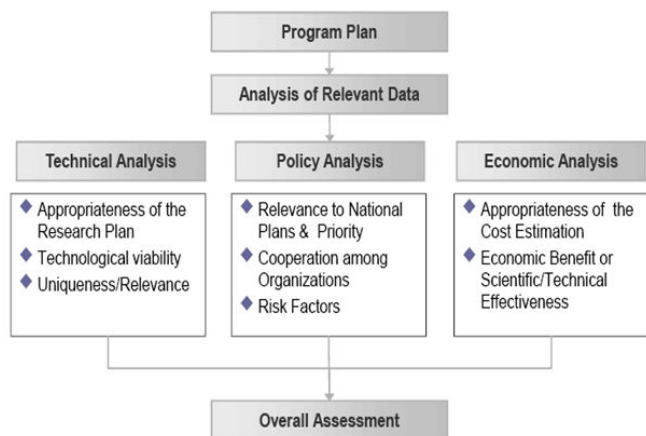 Program Plan
Analysis of Relevant Data
Technical Analysis
Appropriateness of the
Research Plan
Technological viability
Uniqueness/Relevance
Policy Analysis
Relevance to National
Plans & Priority
Cooperation among
Organizations
Risk Factors
Economic Analysis
Appropriateness of the
Cost Estimation
Economic Benefit or
Scientific/Technical
Effectiveness
Overall Assessment